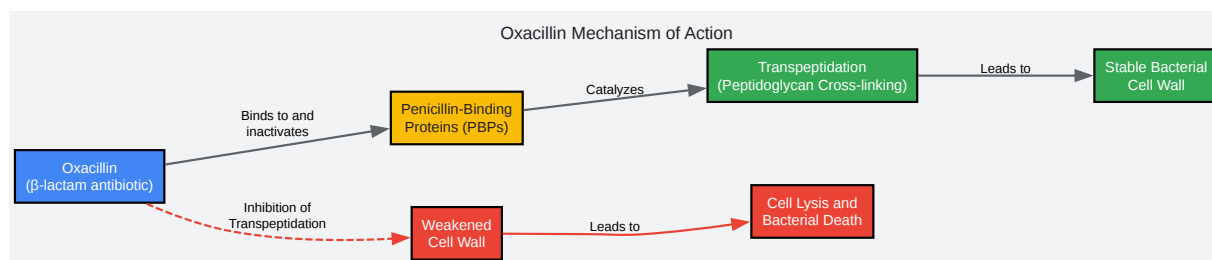 Oxacillin Mechanism of Action
Oxacillin
(β-lactam antibiotic)
Binds to and
inactivates
Penicillin-Binding
Proteins (PBPs)
Catalyzes
Transpeptidation
(Peptidoglycan Cross-linking)
Leads to
Stable Bacterial
Cell Wall
Inhibition of
Transpeptidation
Weakened
Cell Wall
Leads to
Cell Lysis and
Bacterial Death